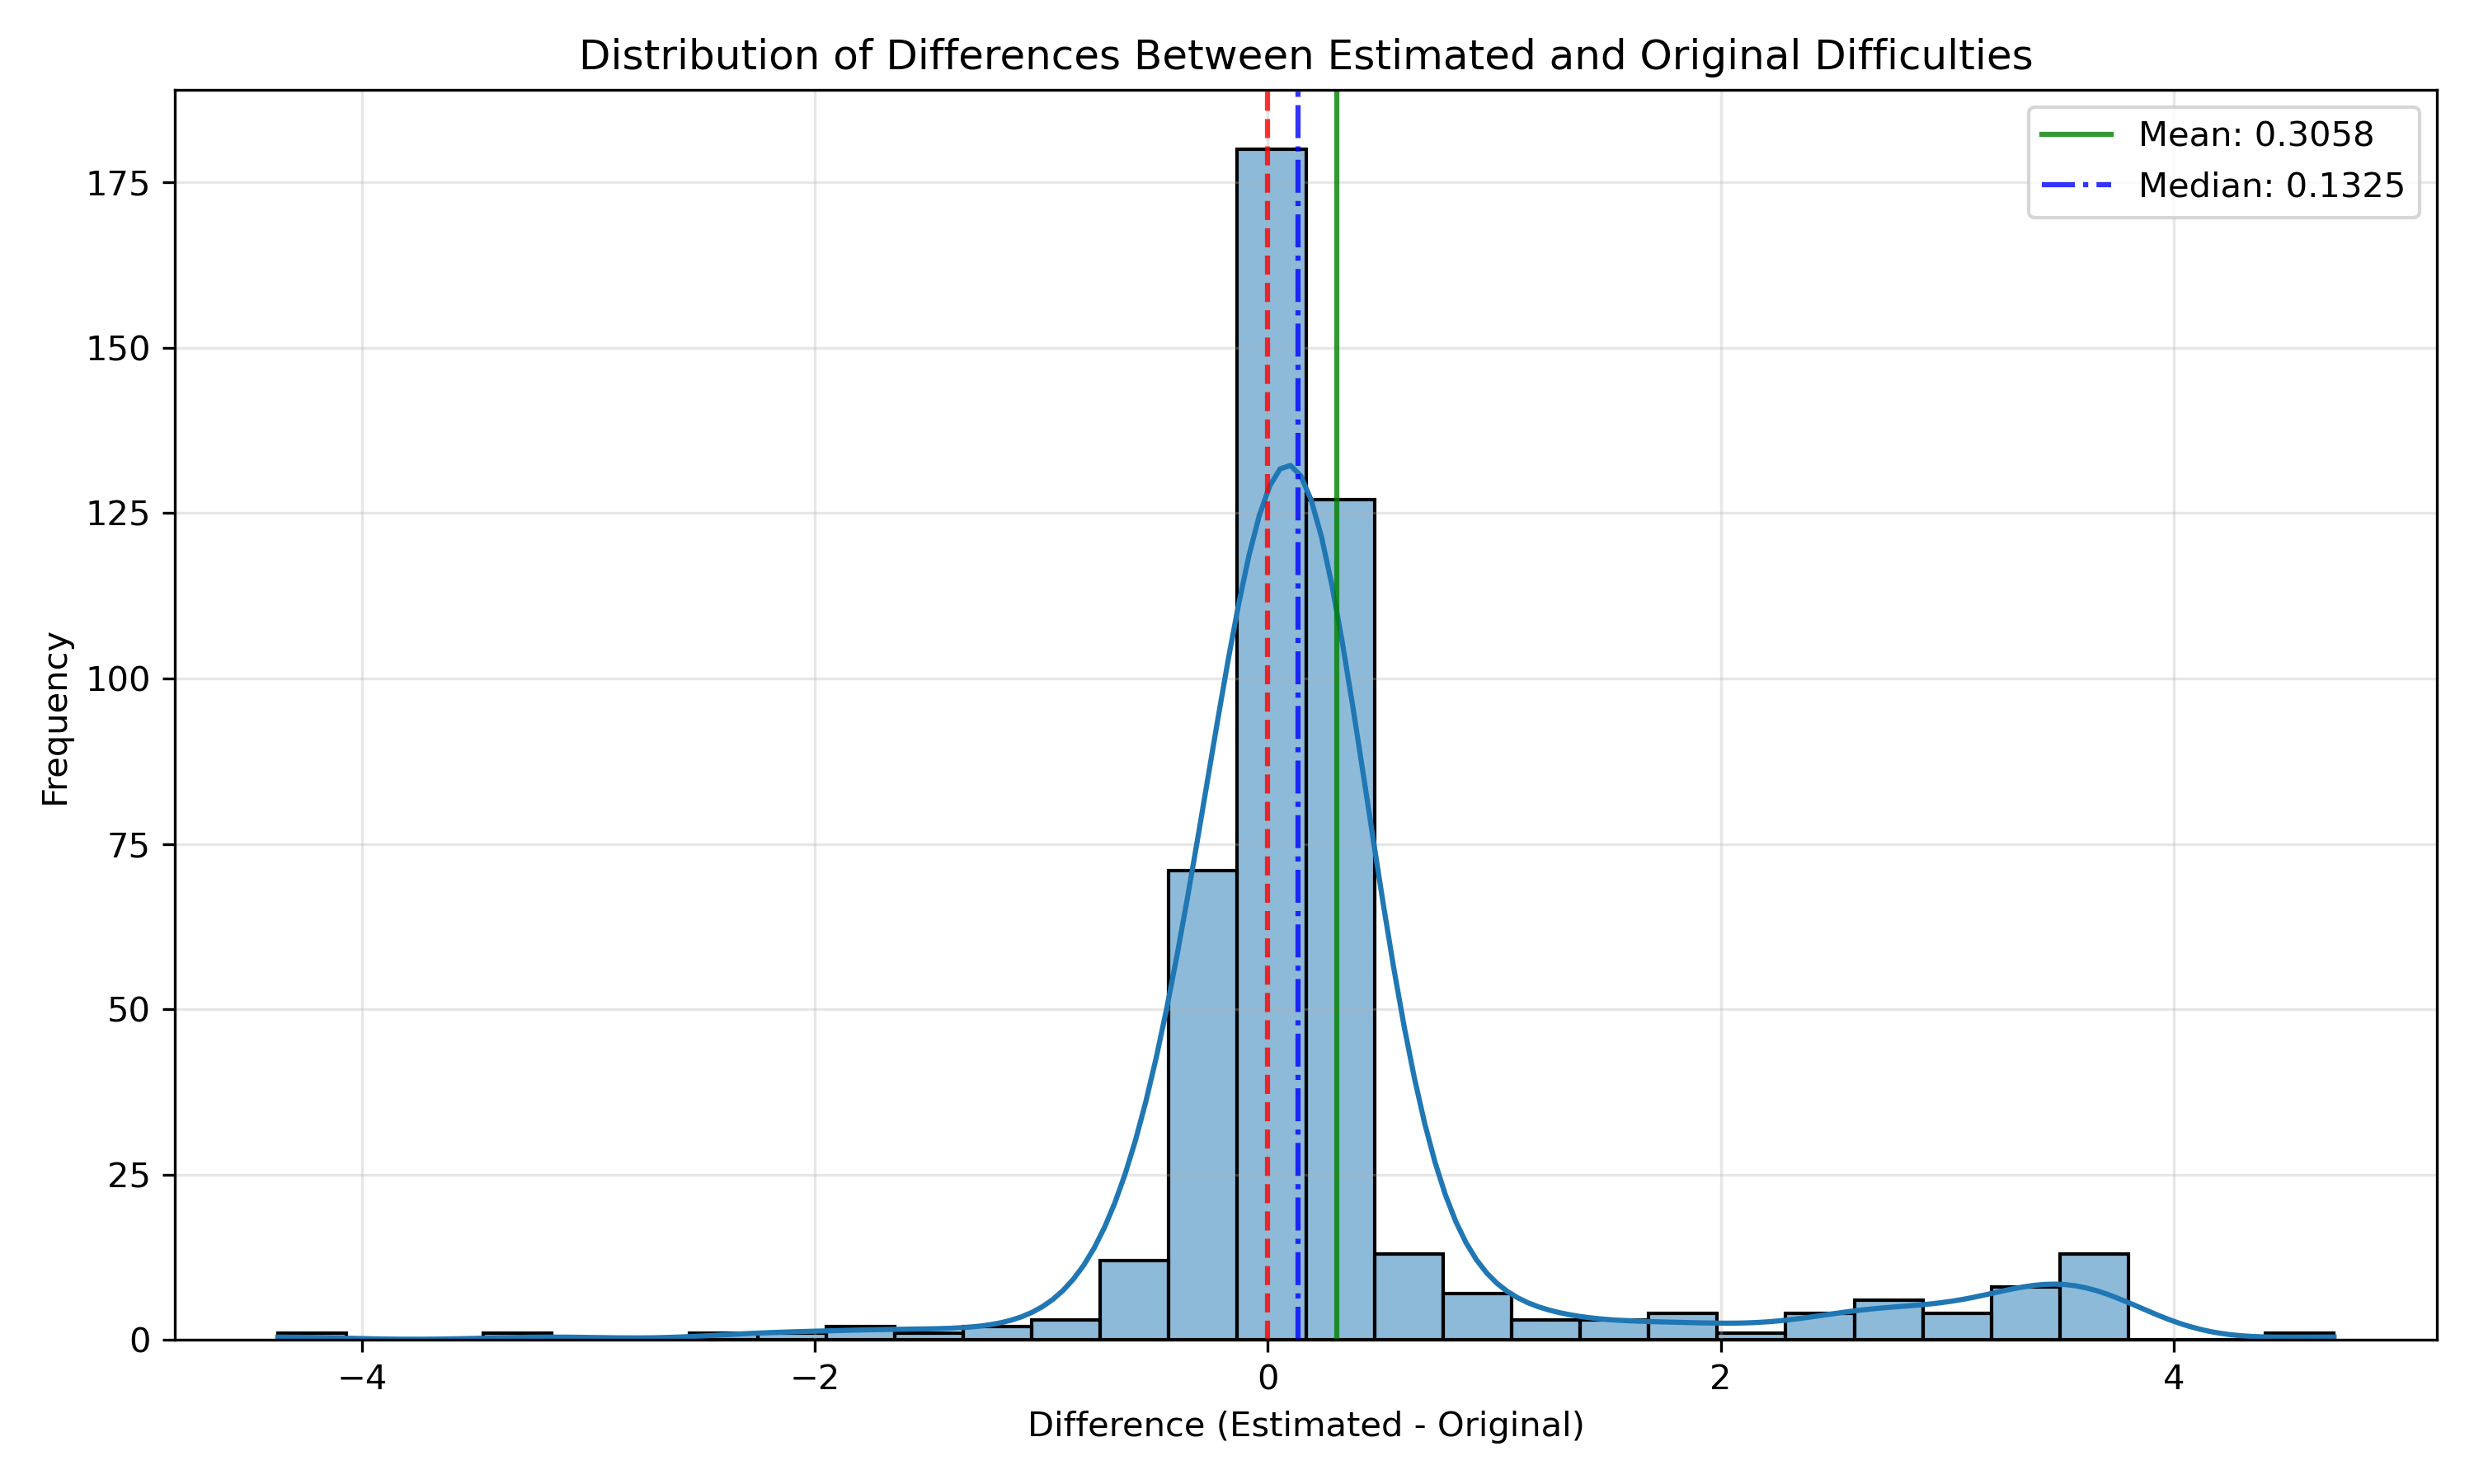 Distribution of Differences Between Estimated and Original Difficulties
Mean: 0.3058
Median: 0.1325
Frequency
175
150
125
100
75
50
25
0
−4
−2
0
2
4
Difference (Estimated - Original)